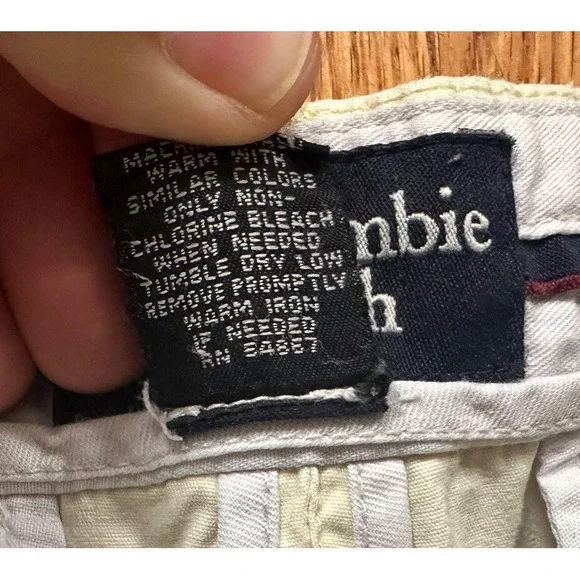 WARM WITH
SIMILAR COLORS
ONLY NON-
CHLORINE BLEACH
WHEN NEEDED
TUMBLE DRY LOW
REMOVE PROMPTLY
WARM IRON
IF NEEDED
RN 84887
nbie
h